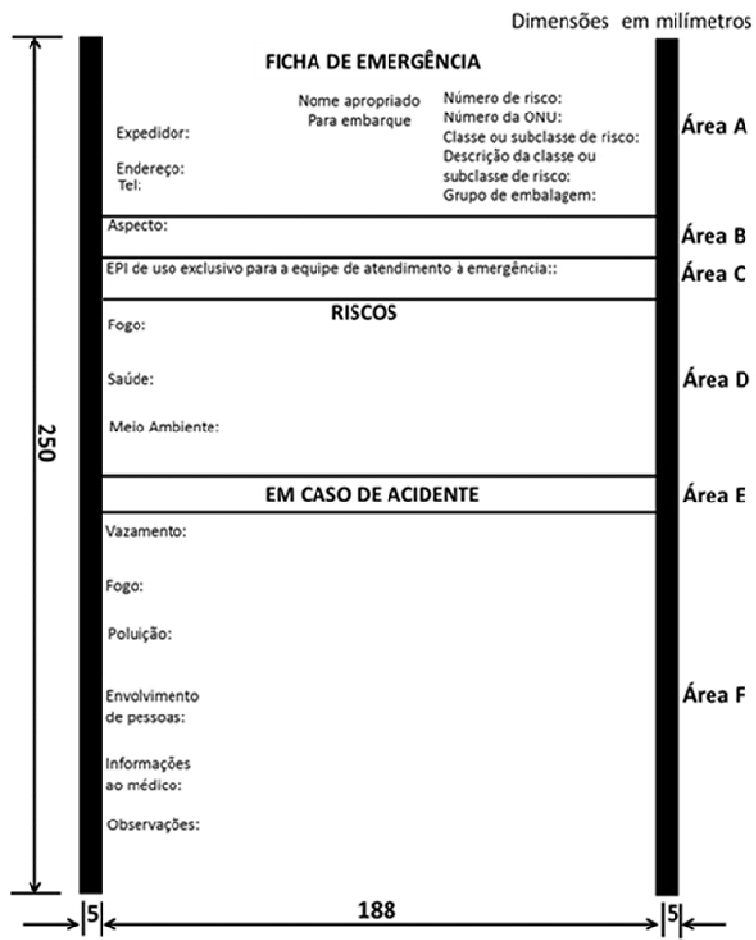 Dimensões em milímetros
FICHA DE EMERGÊNCIA
Nome apropriado
Para embarque
Expedidor:
Endereço:
Tel:
Número de risco:
Número da ONU:
Classe ou subclasse de risco:
Descrição da classe ou
subclasse de risco:
Grupo de embalagem:
Área A
Aspecto:
Área B
EPI de uso exclusivo para a equipe de atendimento à emergência::
Área C
RISCOS
Fogo:
Saúde:
Meio Ambiente:
Área D
250
EM CASO DE ACIDENTE
Área E
Vazamento:
Fogo:
Poluição:
Envolvimento
de pessoas:
Informações
ao médico:
Observações:
Área F
5
188
5